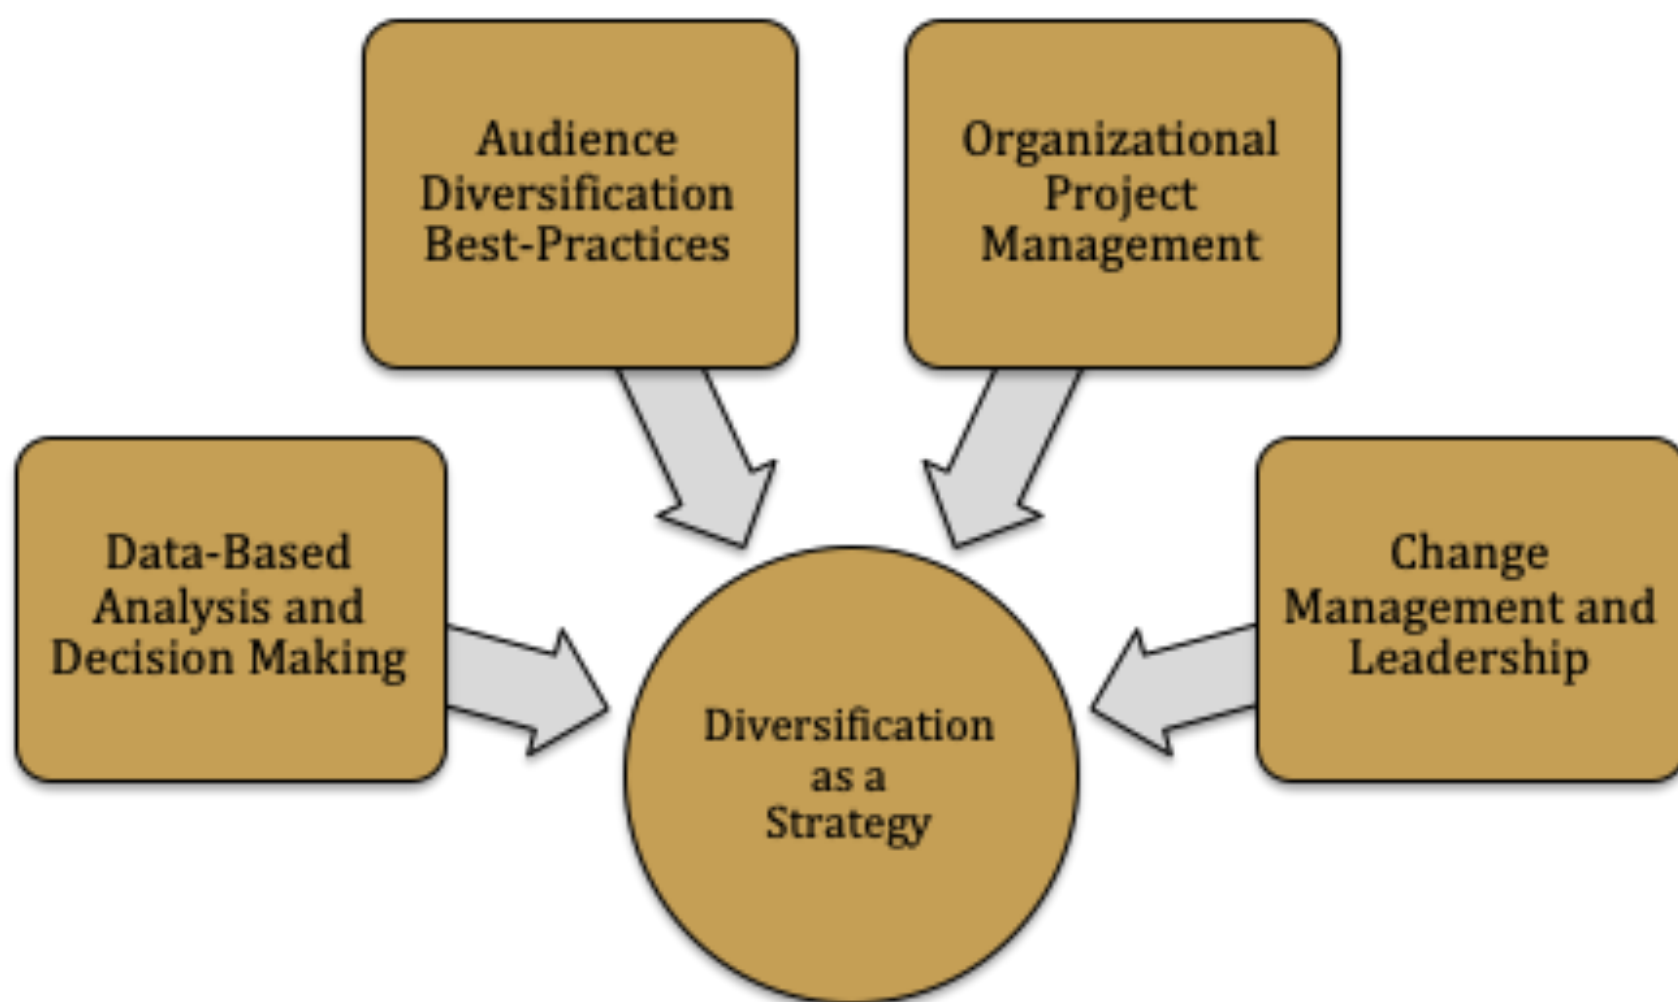 Audience
Diversification
Best-Practices
Organizational
Project
Management
Data-Based
Analysis and
Decision Making
Change
Management and
Leadership
Diversification
as a
Strategy